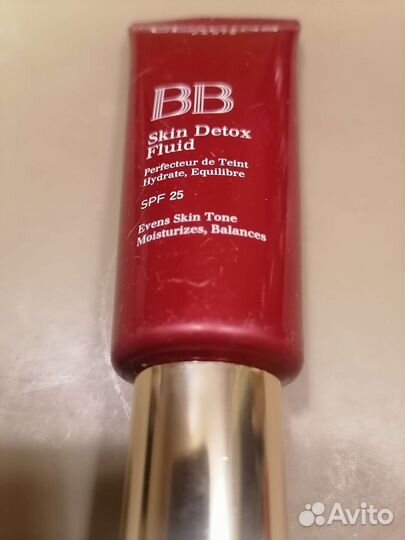 BB
Skin Detox
Fluid
Perfecteur de Teint
Hydrate, Equilibre
SPF 25
Evens Skin Tone
Moisturizes, Balances
Avito